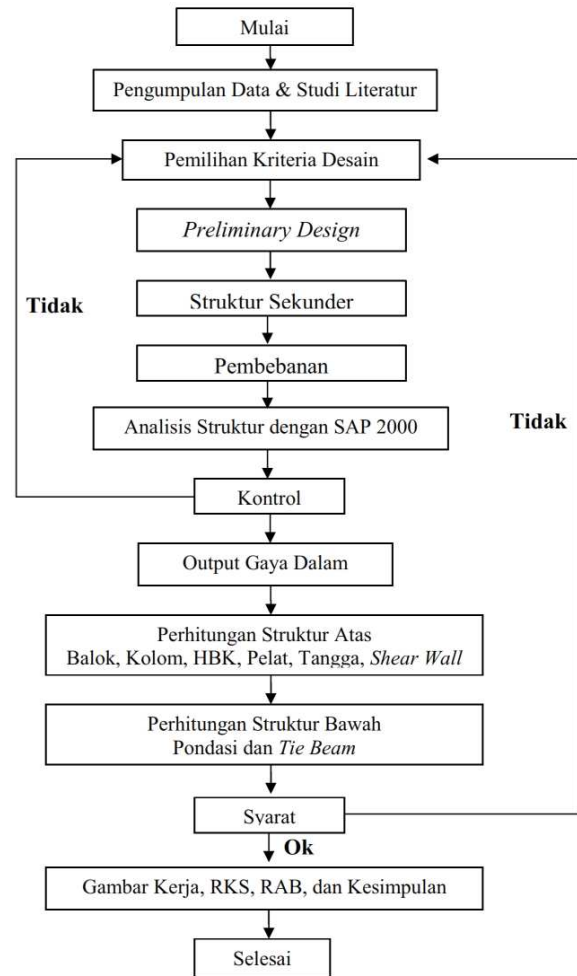 Mulai
Pengumpulan Data & Studi Literatur
Pemilihan Kriteria Desain
Preliminary Design
Tidak
Struktur Sekunder
Pembebanan
Analisis Struktur dengan SAP 2000
Tidak
Kontrol
Output Gaya Dalam
Perhitungan Struktur Atas
Balok, Kolom, HBK, Pelat, Tangga, Shear Wall
Perhitungan Struktur Bawah
Pondasi dan Tie Beam
Syarat
Ok
Gambar Kerja, RKS, RAB, dan Kesimpulan
Selesai